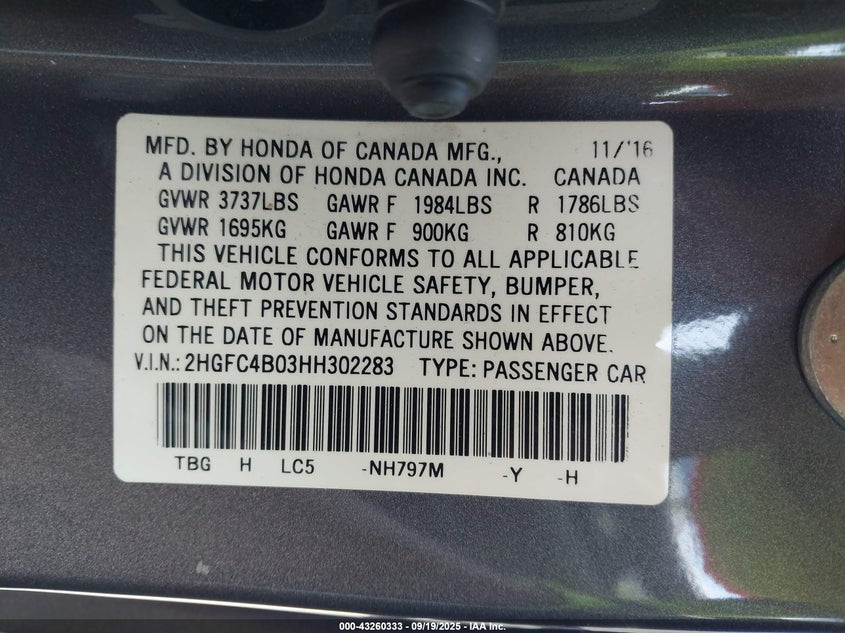 MFD. BY HONDA OF CANADA MFG., 11/'16
A DIVISION OF HONDA CANADA INC. CANADA
GVWR 3737LBS GAWR F 1984LBS R 1786LBS
GVWR 1695KG GAWR F 900KG R 810KG
THIS VEHICLE CONFORMS TO ALL APPLICABLE
FEDERAL MOTOR VEHICLE SAFETY, BUMPER,
AND THEFT PREVENTION STANDARDS IN EFFECT
ON THE DATE OF MANUFACTURE SHOWN ABOVE.
V.I.N.: 2HGFC4B03HH302283 TYPE: PASSENGER CAR
TBG H LC5 -NH797M -Y -H
000-43260333 - 09/19/2025 - IAA Inc.